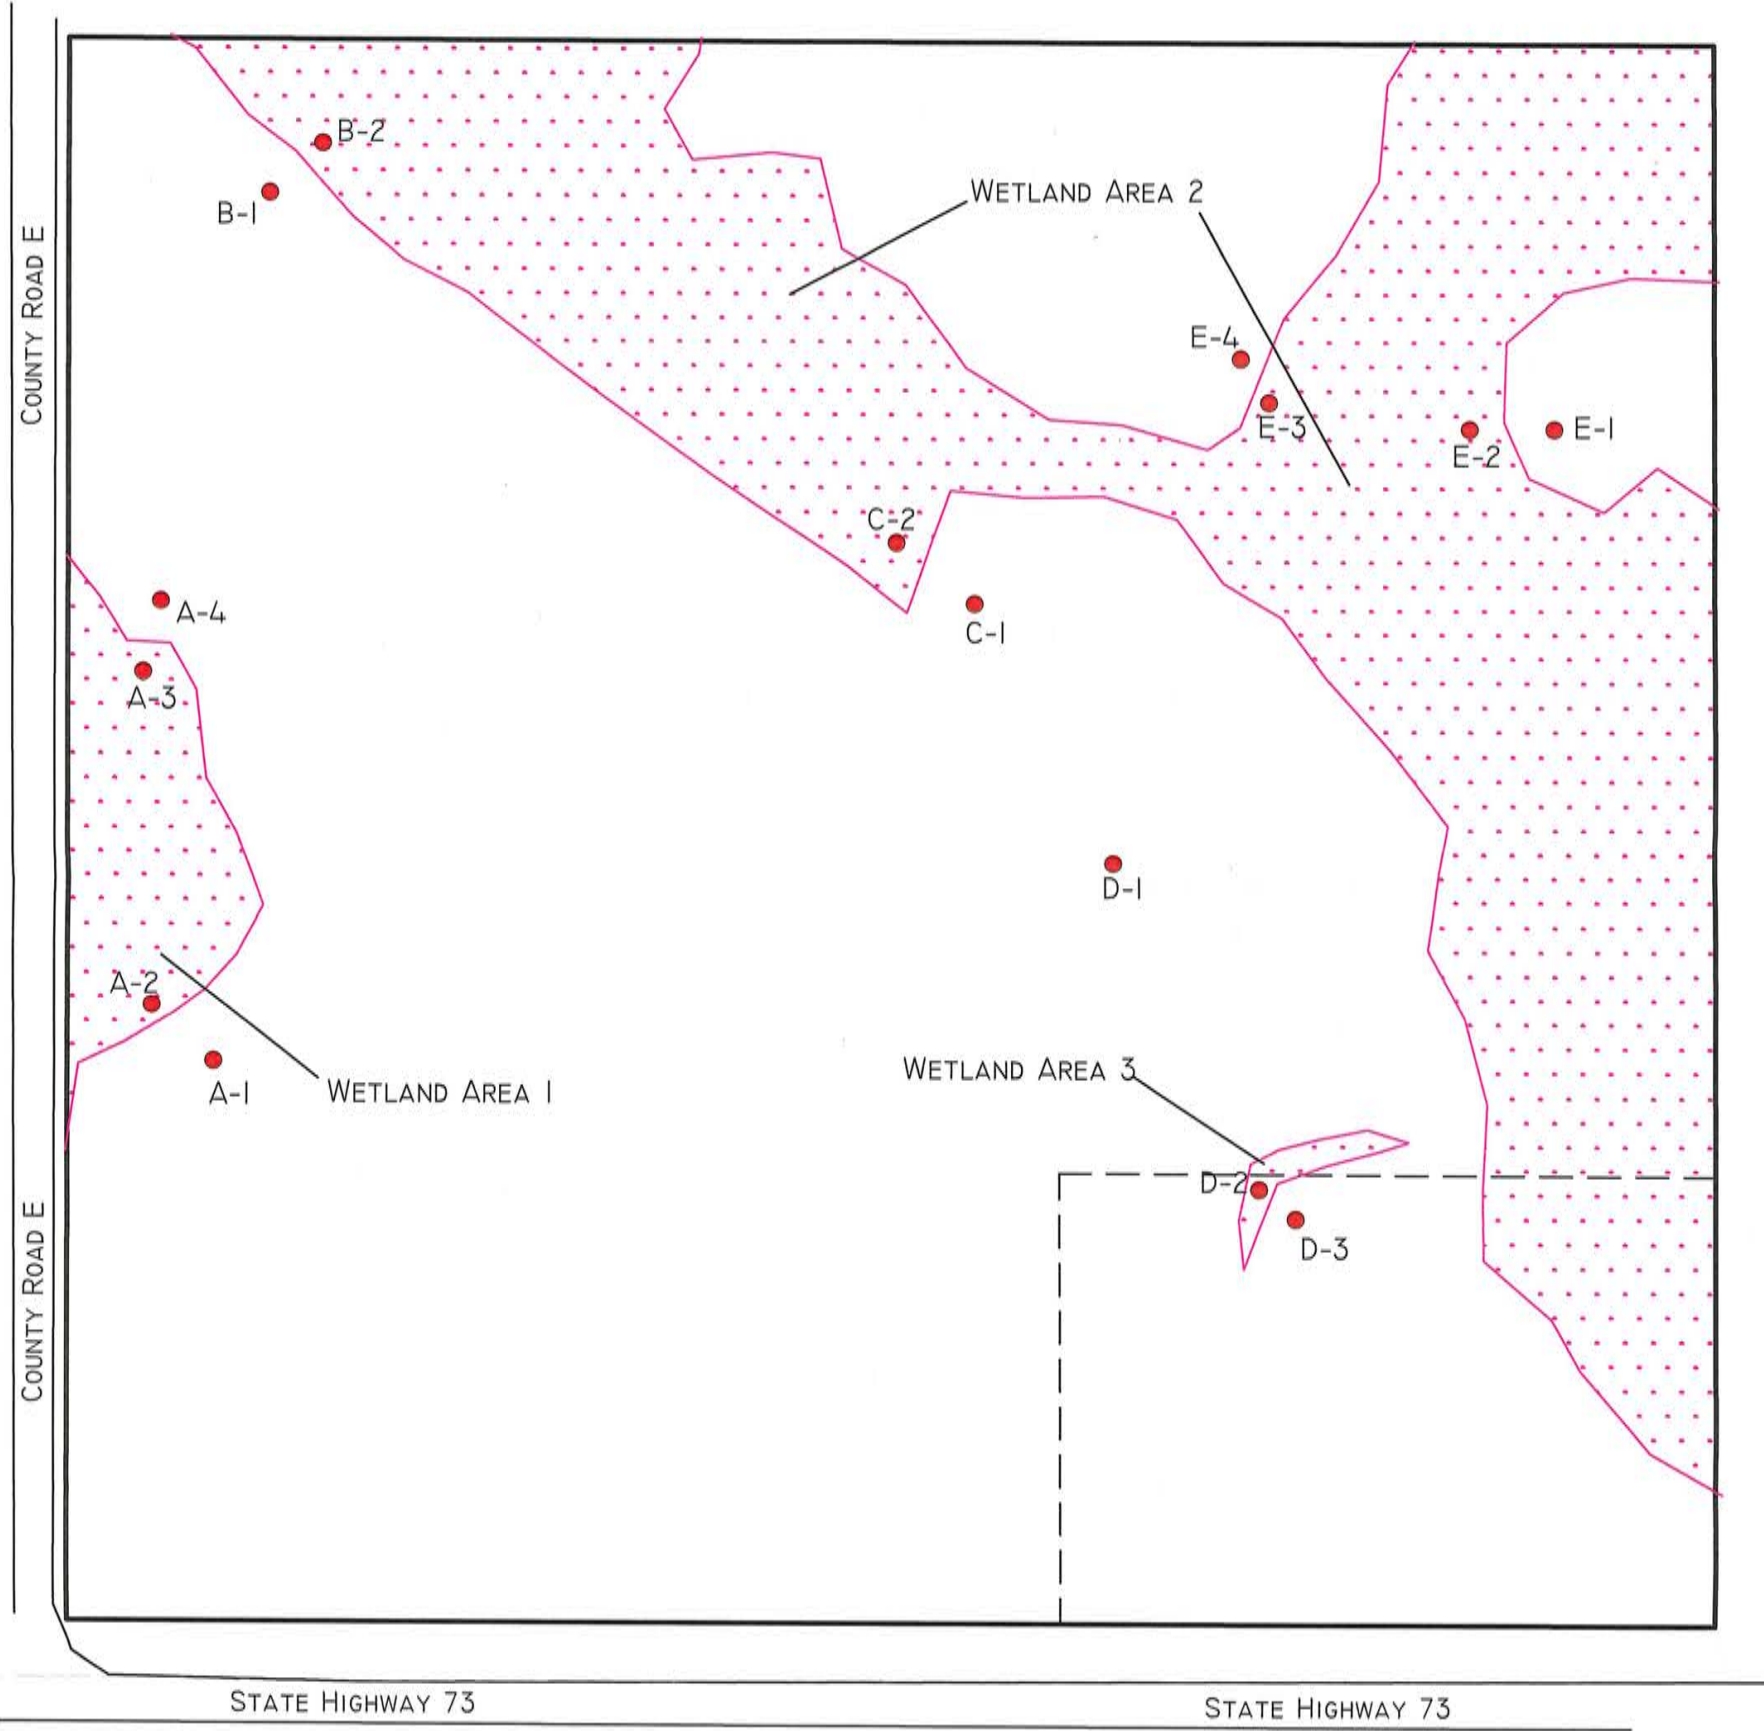 B-2
WETLAND AREA 2
B-1
COUNTY ROAD E
E-4
E-3
E-2
E-1
C-2
A-4
C-1
A-3
D-1
A-2
WETLAND AREA 3
A-1
WETLAND AREA 1
D-2
D-3
COUNTY ROAD E
STATE HIGHWAY 73
STATE HIGHWAY 73